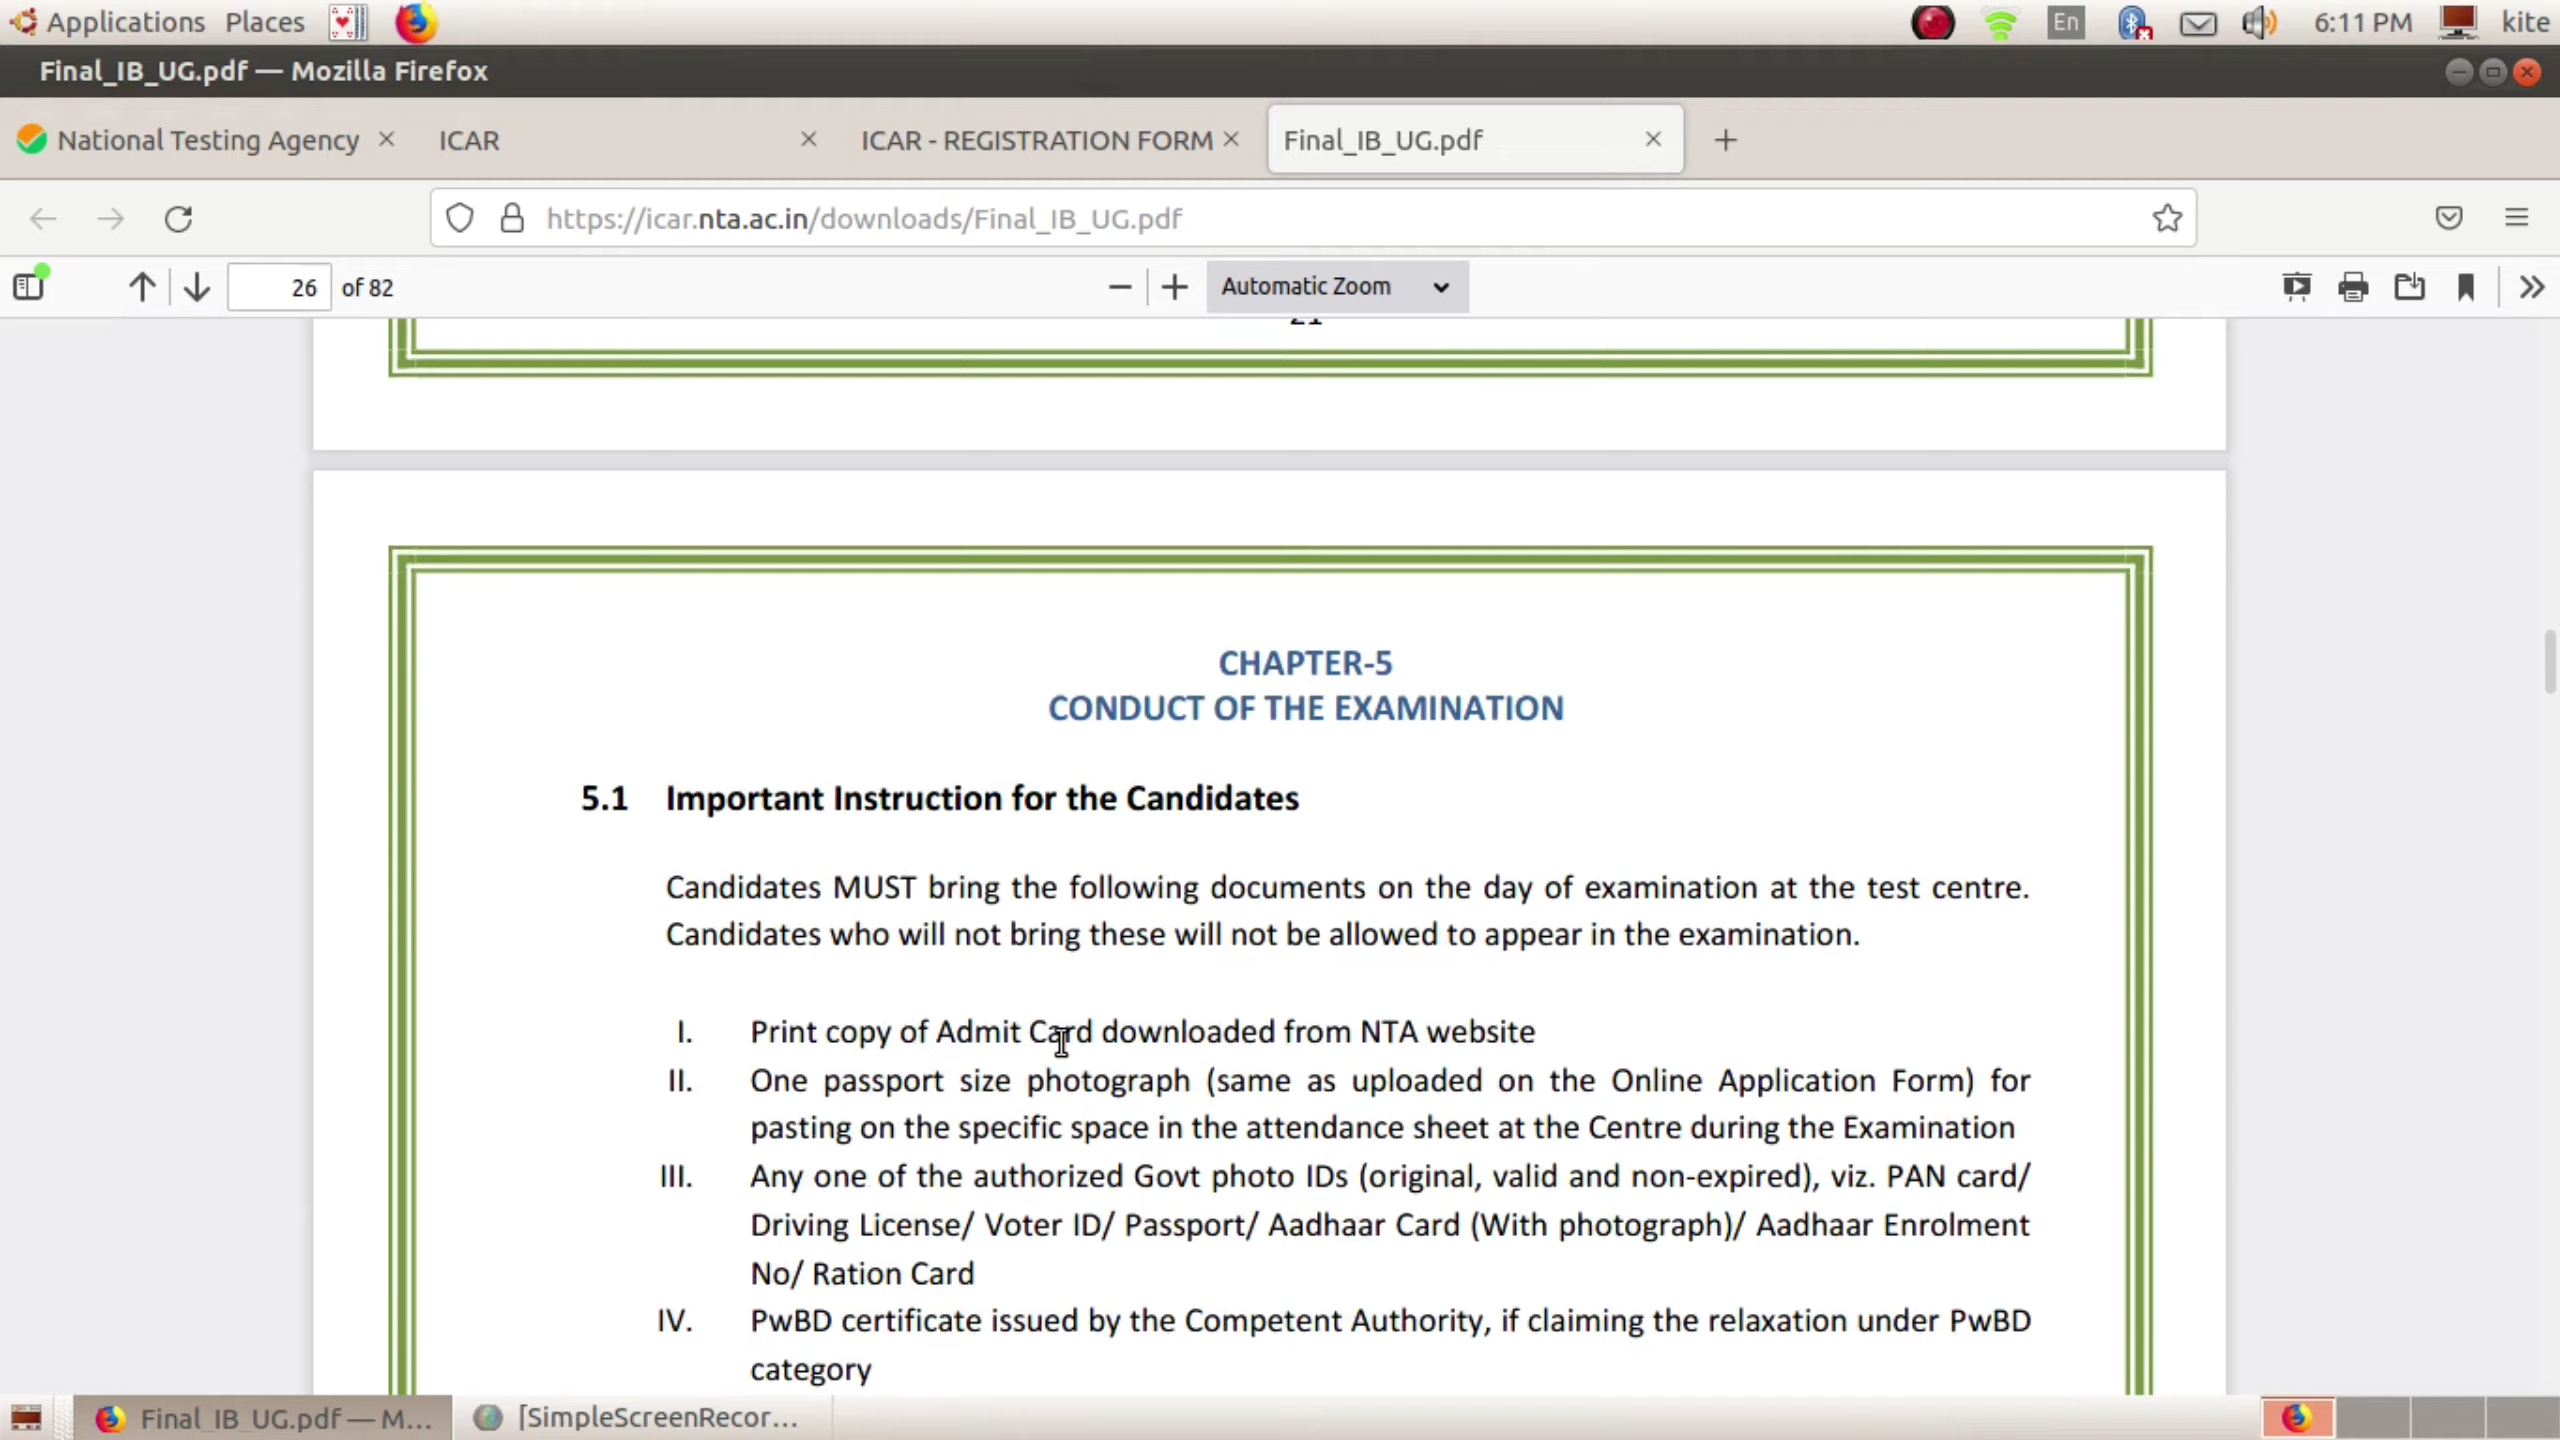 Applications Places En 6:11 PM kite
Final_IB_UG.pdf — Mozilla Firefox
National Testing Agency ICAR ICAR - REGISTRATION FORM Final_IB_UG.pdf
https://icar.nta.ac.in/downloads/Final_IB_UG.pdf
26 of 82 Automatic Zoom
21
CHAPTER-5
CONDUCT OF THE EXAMINATION
5.1 Important Instruction for the Candidates
Candidates MUST bring the following documents on the day of examination at the test centre.
Candidates who will not bring these will not be allowed to appear in the examination.
I. Print copy of Admit Card downloaded from NTA website
II. One passport size photograph (same as uploaded on the Online Application Form) for
pasting on the specific space in the attendance sheet at the Centre during the Examination
III. Any one of the authorized Govt photo IDs (original, valid and non-expired), viz. PAN card/
Driving License/ Voter ID/ Passport/ Aadhaar Card (With photograph)/ Aadhaar Enrolment
No/ Ration Card
IV. PwBD certificate issued by the Competent Authority, if claiming the relaxation under PwBD
category
Final_IB_UG.pdf — M... [SimpleScreenRecor...